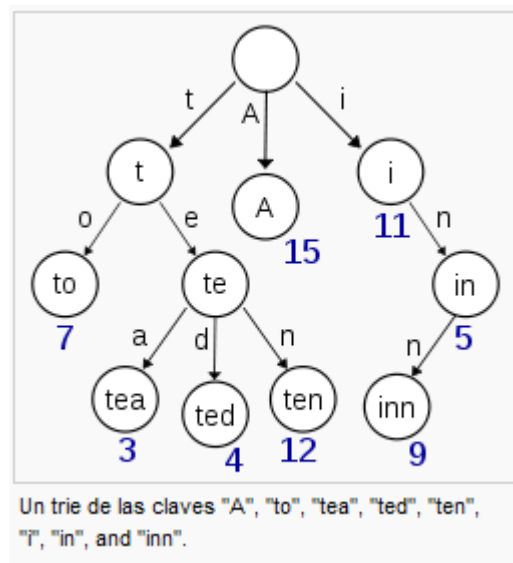 t
A
i
t
A
i
15
11
o
e
n
to
te
in
7
5
a
d
n
n
tea
ted
ten
inn
3
4
12
9
Un trie de las claves "A", "to", "tea", "ted", "ten",
"i", "in", and "inn".